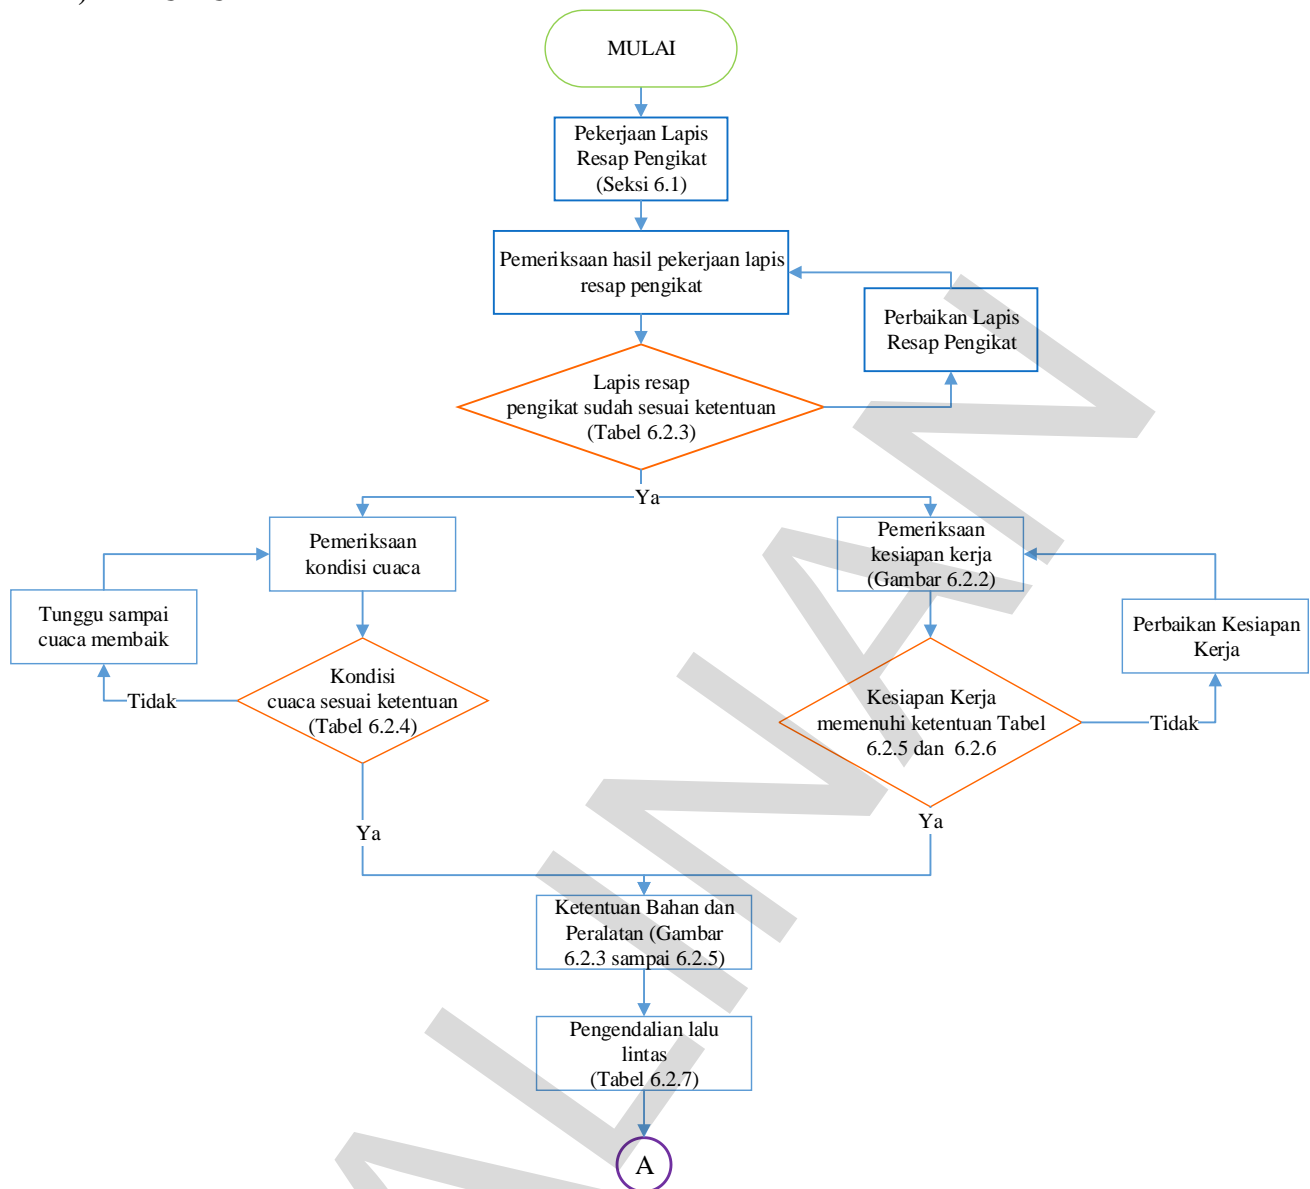 MULAI
Pekerjaan Lapis
Resap Pengikat
(Seksi 6.1)
Pemeriksaan hasil pekerjaan lapis
resap pengikat
Perbaikan Lapis
Resap Pengikat
Lapis resap
pengikat sudah sesuai ketentuan
(Tabel 6.2.3)
Ya
Pemeriksaan
kondisi cuaca
Pemeriksaan
kesiapan kerja
(Gambar 6.2.2)
Tunggu sampai
cuaca membaik
Perbaikan Kesiapan
Kerja
Kondisi
cuaca sesuai ketentuan
(Tabel 6.2.4)
Tidak
Kesiapan Kerja
memenuhi ketentuan Tabel
6.2.5 dan 6.2.6
Tidak
Ya
Ya
Ketentuan Bahan dan
Peralatan (Gambar
6.2.3 sampai 6.2.5)
Pengendalian lalu
lintas
(Tabel 6.2.7)
A
ALINAN